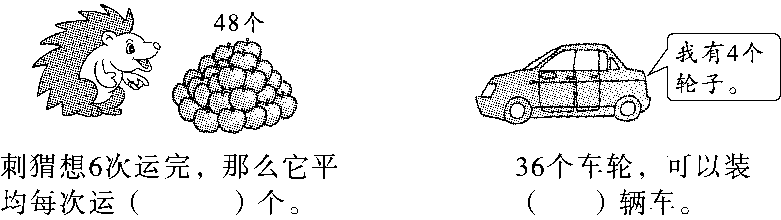 48个
刺猬想6次运完，那么它平
均每次运（　　）个。
我有4个
轮子。
36个车轮，可以装
（　　）辆车。